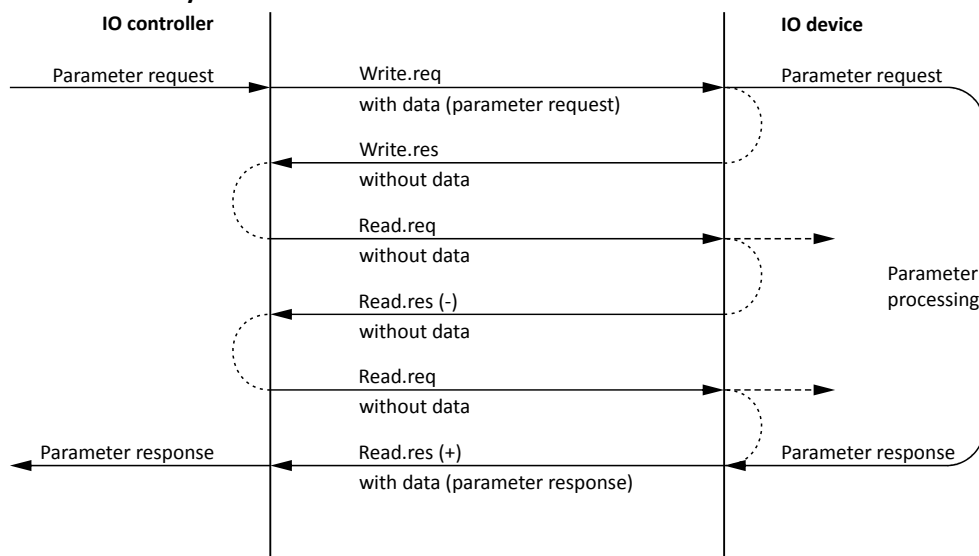 IO controller
IO device
Parameter request
Write.req
Parameter request
with data (parameter request)
Write.res
without data
Read.req
without data
Parameter
processing
Read.res (-)
without data
Read.req
without data
Parameter response
Read.res (+)
Parameter response
with data (parameter response)